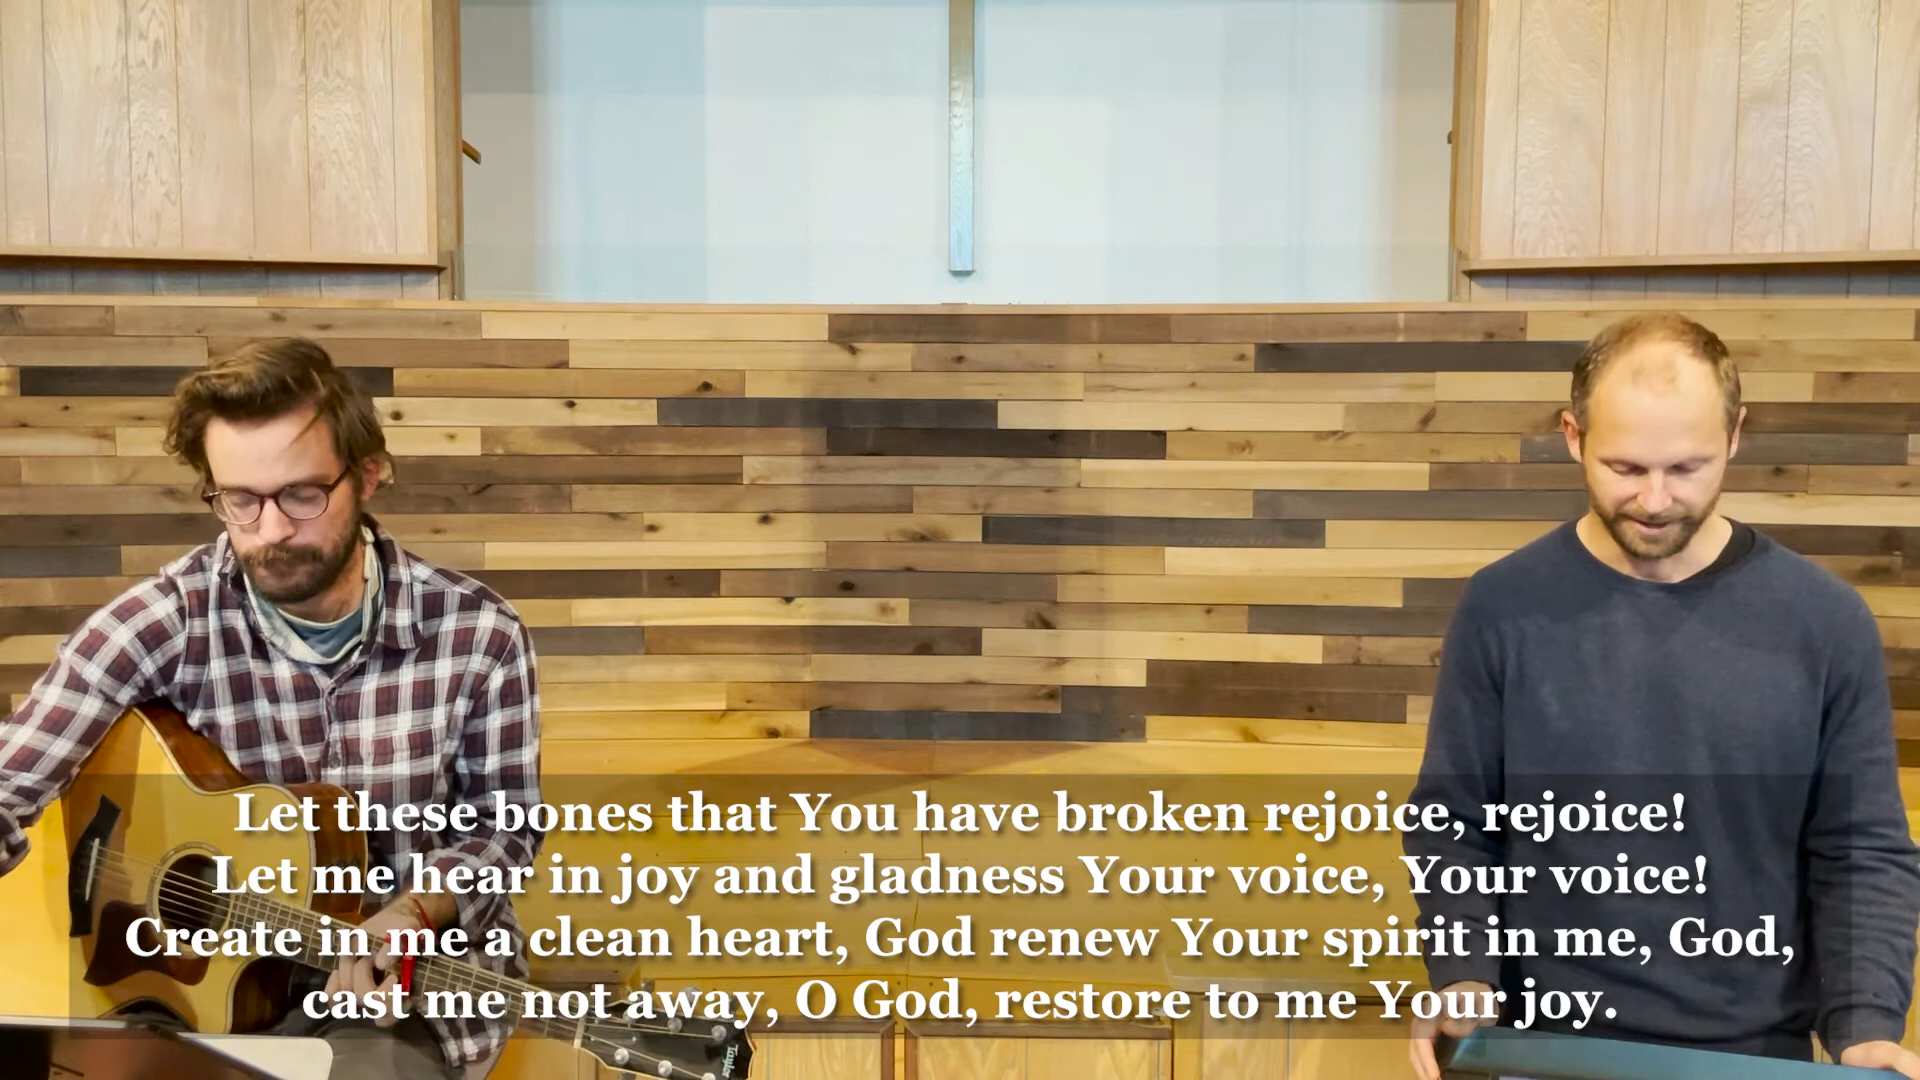 Let these bones that You have broken rejoice, rejoice!
Let me hear in joy and gladness Your voice, Your voice!
Create in me a clean heart, God renew Your spirit in me, God,
cast me not away, O God, restore to me Your joy.
Taylor